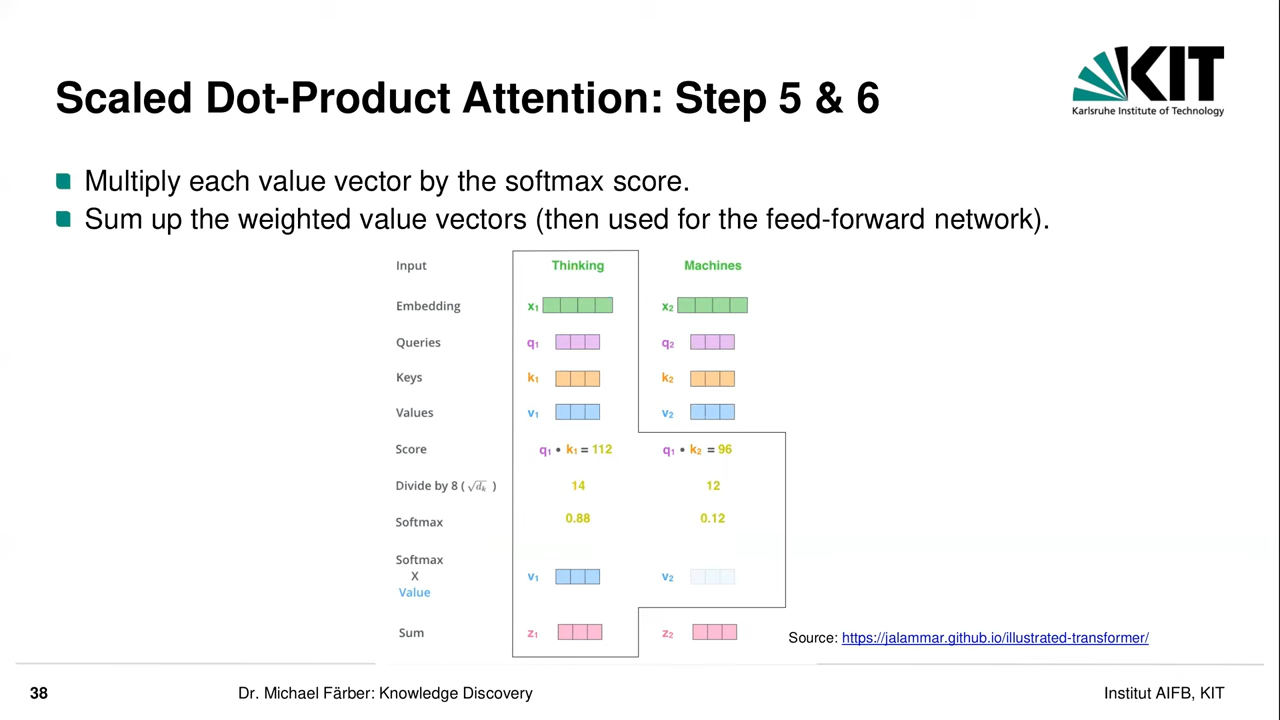 Scaled Dot-Product Attention: Step 5 & 6
KIT
Karlsruhe Institute of Technology
Multiply each value vector by the softmax score.
Sum up the weighted value vectors (then used for the feed-forward network).
Input Thinking Machines
Embedding x₁ x₂
Queries q₁ q₂
Keys k₁ k₂
Values v₁ v₂
Score q₁ • k₁ = 112 q₁ • k₂ = 96
Divide by 8 ( √dₖ ) 14 12
Softmax 0.88 0.12
Softmax
X
Value v₁ v₂
Sum z₁ z₂
Source: https://jalammar.github.io/illustrated-transformer/
38 Dr. Michael Färber: Knowledge Discovery Institut AIFB, KIT